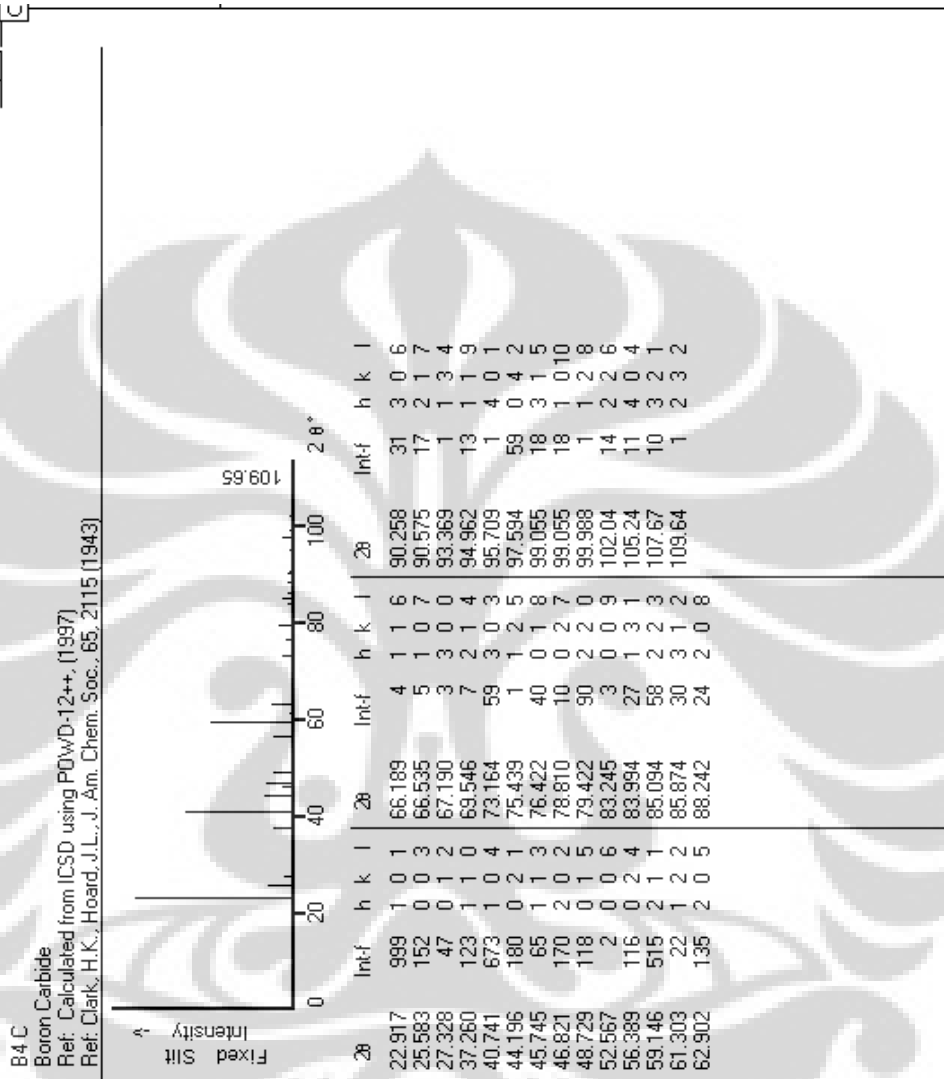 B4 C
Boron Carbide
Ref: Calculated from ICSD using POWD-12++, (1997)
Ref: Clark, H.K., Hoard, J.L., J. Am. Chem. Soc., 65, 2115 (1943)
Fixed Slit
Intensity ->
109.65
0 20 40 60 80 100 2θ°
2θ Int-f h k l 2θ Int-f h k l 2θ Int-f h k l
22.917 999 1 0 1 66.189 4 1 1 6 90.258 31 3 0 6
25.583 152 0 0 3 66.535 5 1 0 7 90.575 17 2 1 7
27.328 47 0 1 2 67.190 3 3 0 0 93.369 1 1 3 4
37.260 123 1 1 0 69.546 7 2 1 4 94.962 13 1 1 9
40.741 673 1 0 4 73.164 59 3 0 3 95.709 1 4 0 1
44.196 180 0 2 1 75.439 1 1 2 5 97.594 59 0 4 2
45.745 65 1 1 3 76.422 40 0 1 8 99.055 18 3 1 5
46.821 170 2 0 2 78.810 10 0 2 7 99.055 18 1 0 10
48.729 118 0 1 5 79.422 90 2 2 0 99.988 1 1 2 8
52.567 2 0 0 6 83.245 3 0 0 9 102.04 14 2 2 6
56.389 116 0 2 4 83.994 27 1 3 1 105.24 11 4 0 4
59.146 515 2 1 1 85.094 58 2 2 3 107.67 10 3 2 1
61.303 22 1 2 2 85.874 30 3 1 2 109.64 1 2 3 2
62.902 135 2 0 5 88.242 24 2 0 8